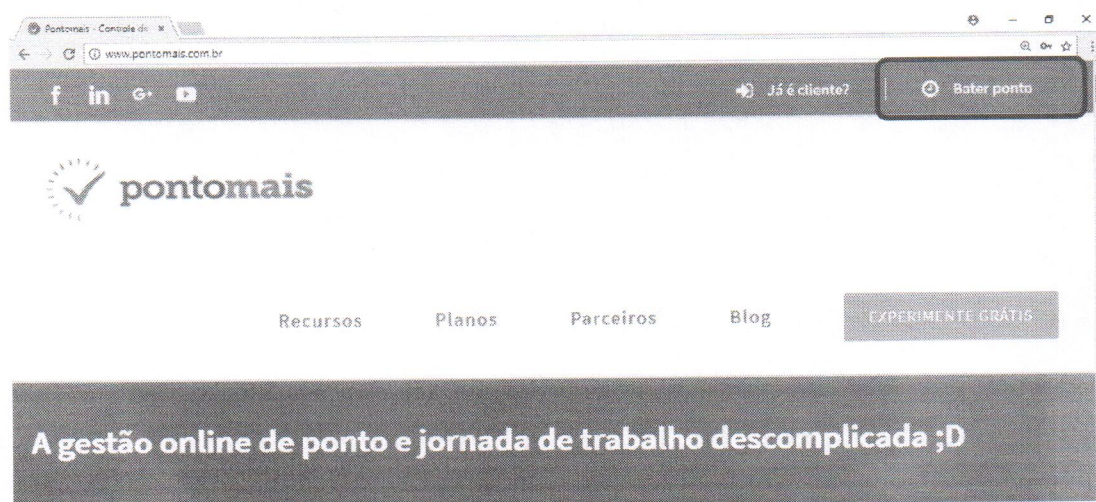 Pontomais - Controle de
www.pontomais.com.br
f in G+ Já é cliente? Bater ponto
pontomais
Recursos Planos Parceiros Blog EXPERIMENTE GRÁTIS
A gestão online de ponto e jornada de trabalho descomplicada ;D